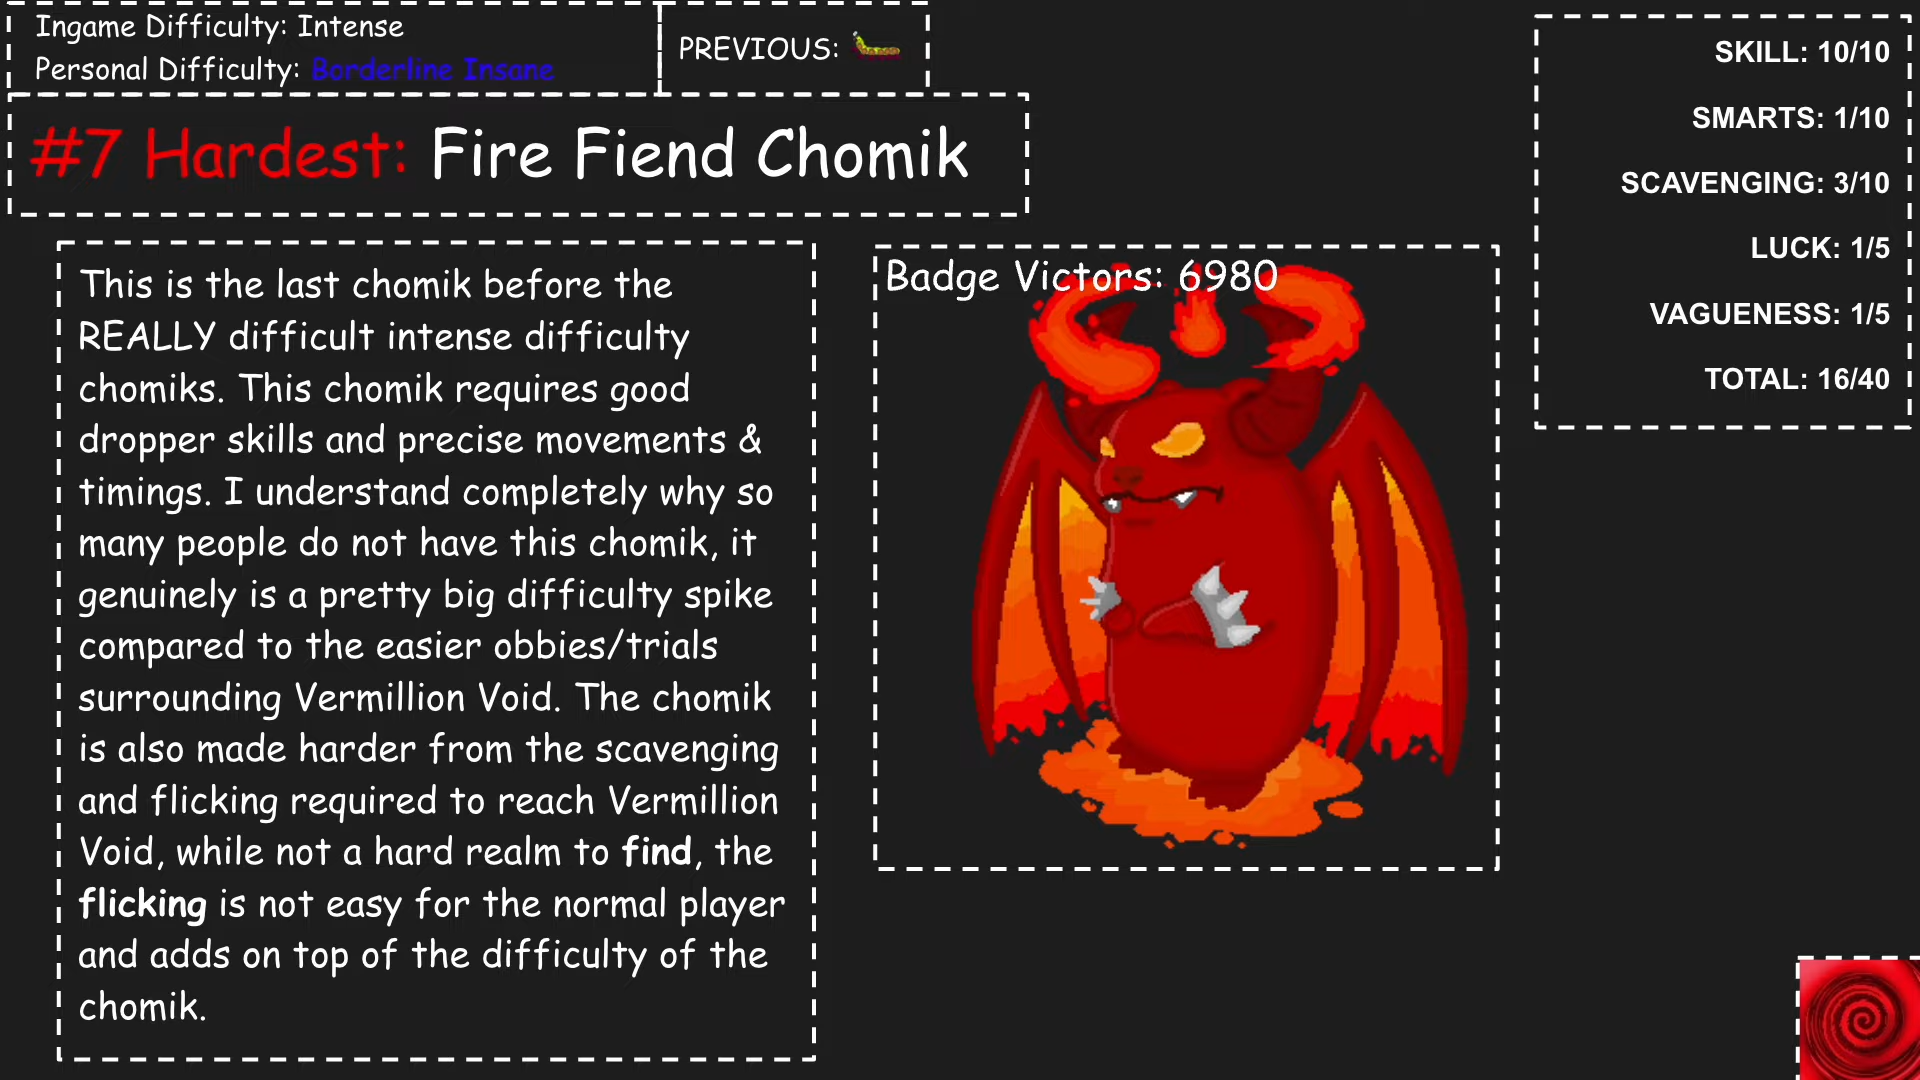 Ingame Difficulty: Intense
Personal Difficulty: Borderline Insane
PREVIOUS:
#7 Hardest: Fire Fiend Chomik
This is the last chomik before the
REALLY difficult intense difficulty
chomiks. This chomik requires good
dropper skills and precise movements &
timings. I understand completely why so
many people do not have this chomik, it
genuinely is a pretty big difficulty spike
compared to the easier obbies/trials
surrounding Vermillion Void. The chomik
is also made harder from the scavenging
and flicking required to reach Vermillion
Void, while not a hard realm to find, the
flicking is not easy for the normal player
and adds on top of the difficulty of the
chomik.
Badge Victors: 6980
SKILL: 10/10
SMARTS: 1/10
SCAVENGING: 3/10
LUCK: 1/5
VAGUENESS: 1/5
TOTAL: 16/40